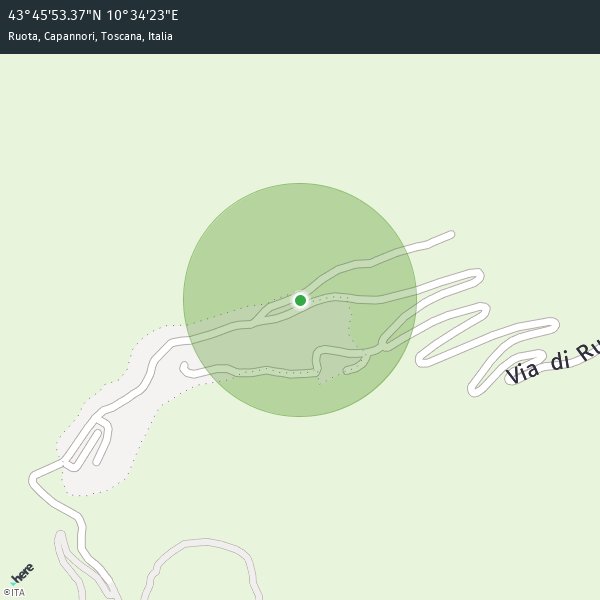 43°45'53.37"N 10°34'23"E
Ruota, Capannori, Toscana, Italia
Via di Ru
here
©ITA